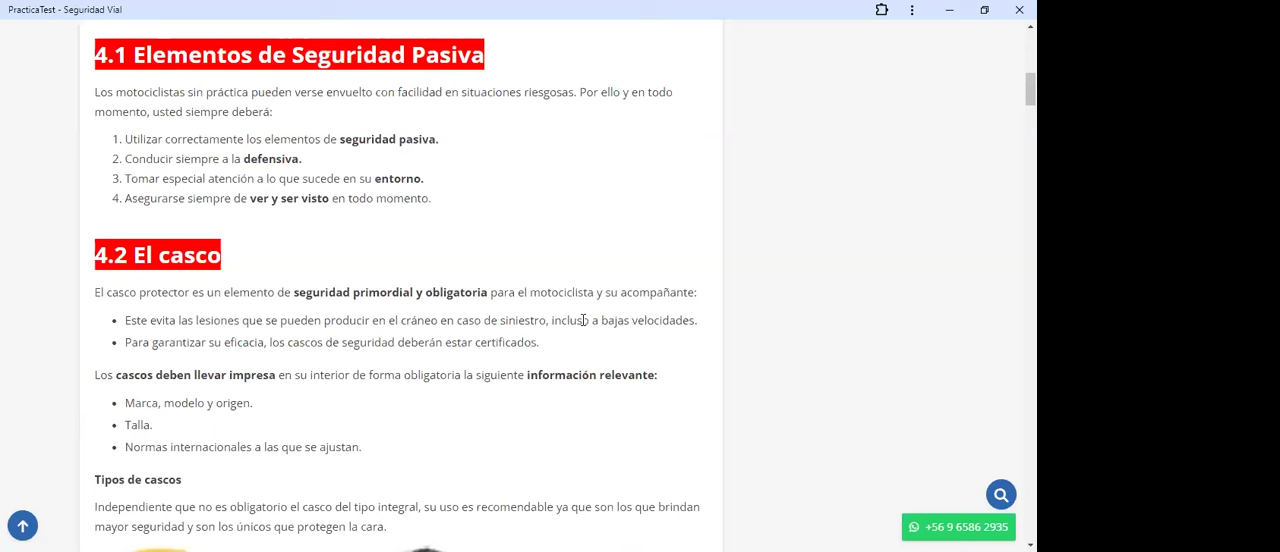 PracticaTest - Seguridad Vial
4.1 Elementos de Seguridad Pasiva
Los motociclistas sin práctica pueden verse envuelto con facilidad en situaciones riesgosas. Por ello y en todo
momento, usted siempre deberá:
1. Utilizar correctamente los elementos de seguridad pasiva.
2. Conducir siempre a la defensiva.
3. Tomar especial atención a lo que sucede en su entorno.
4. Asegurarse siempre de ver y ser visto en todo momento.
4.2 El casco
El casco protector es un elemento de seguridad primordial y obligatoria para el motociclista y su acompañante:
• Este evita las lesiones que se pueden producir en el cráneo en caso de siniestro, incluso a bajas velocidades.
• Para garantizar su eficacia, los cascos de seguridad deberán estar certificados.
Los cascos deben llevar impresa en su interior de forma obligatoria la siguiente información relevante:
• Marca, modelo y origen.
• Talla.
• Normas internacionales a las que se ajustan.
Tipos de cascos
Independiente que no es obligatorio el casco del tipo integral, su uso es recomendable ya que son los que brindan
mayor seguridad y son los únicos que protegen la cara.
+56 9 6586 2935